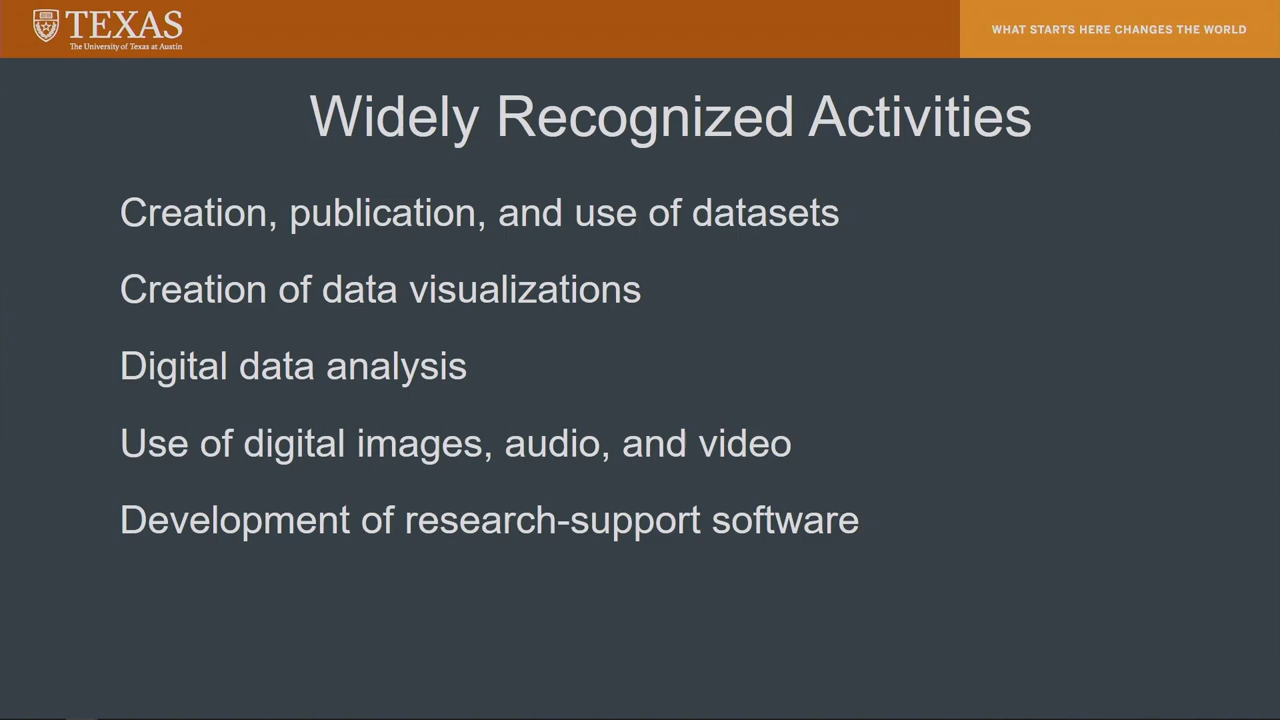 TEXAS
The University of Texas at Austin
WHAT STARTS HERE CHANGES THE WORLD
Widely Recognized Activities
Creation, publication, and use of datasets
Creation of data visualizations
Digital data analysis
Use of digital images, audio, and video
Development of research-support software